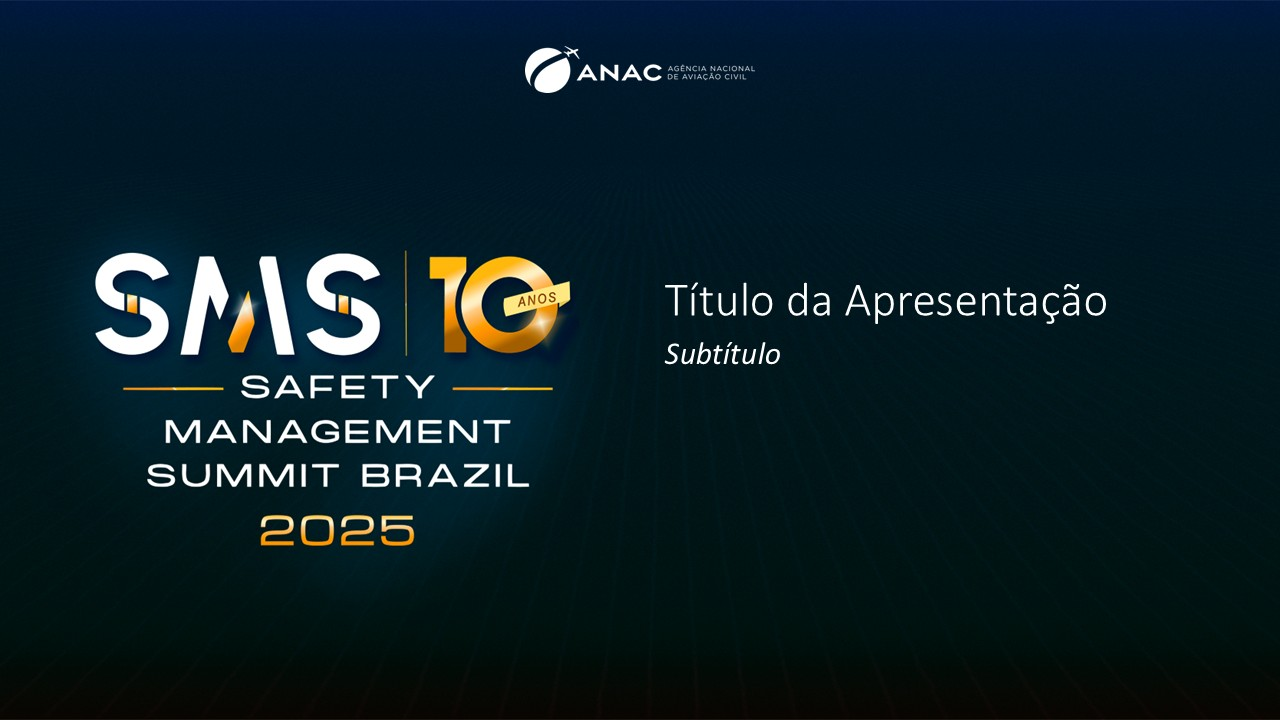 ANAC AGÊNCIA NACIONAL
DE AVIAÇÃO CIVIL
SMS 10
ANOS
SAFETY
MANAGEMENT
SUMMIT BRAZIL
2025
Título da Apresentação
Subtítulo